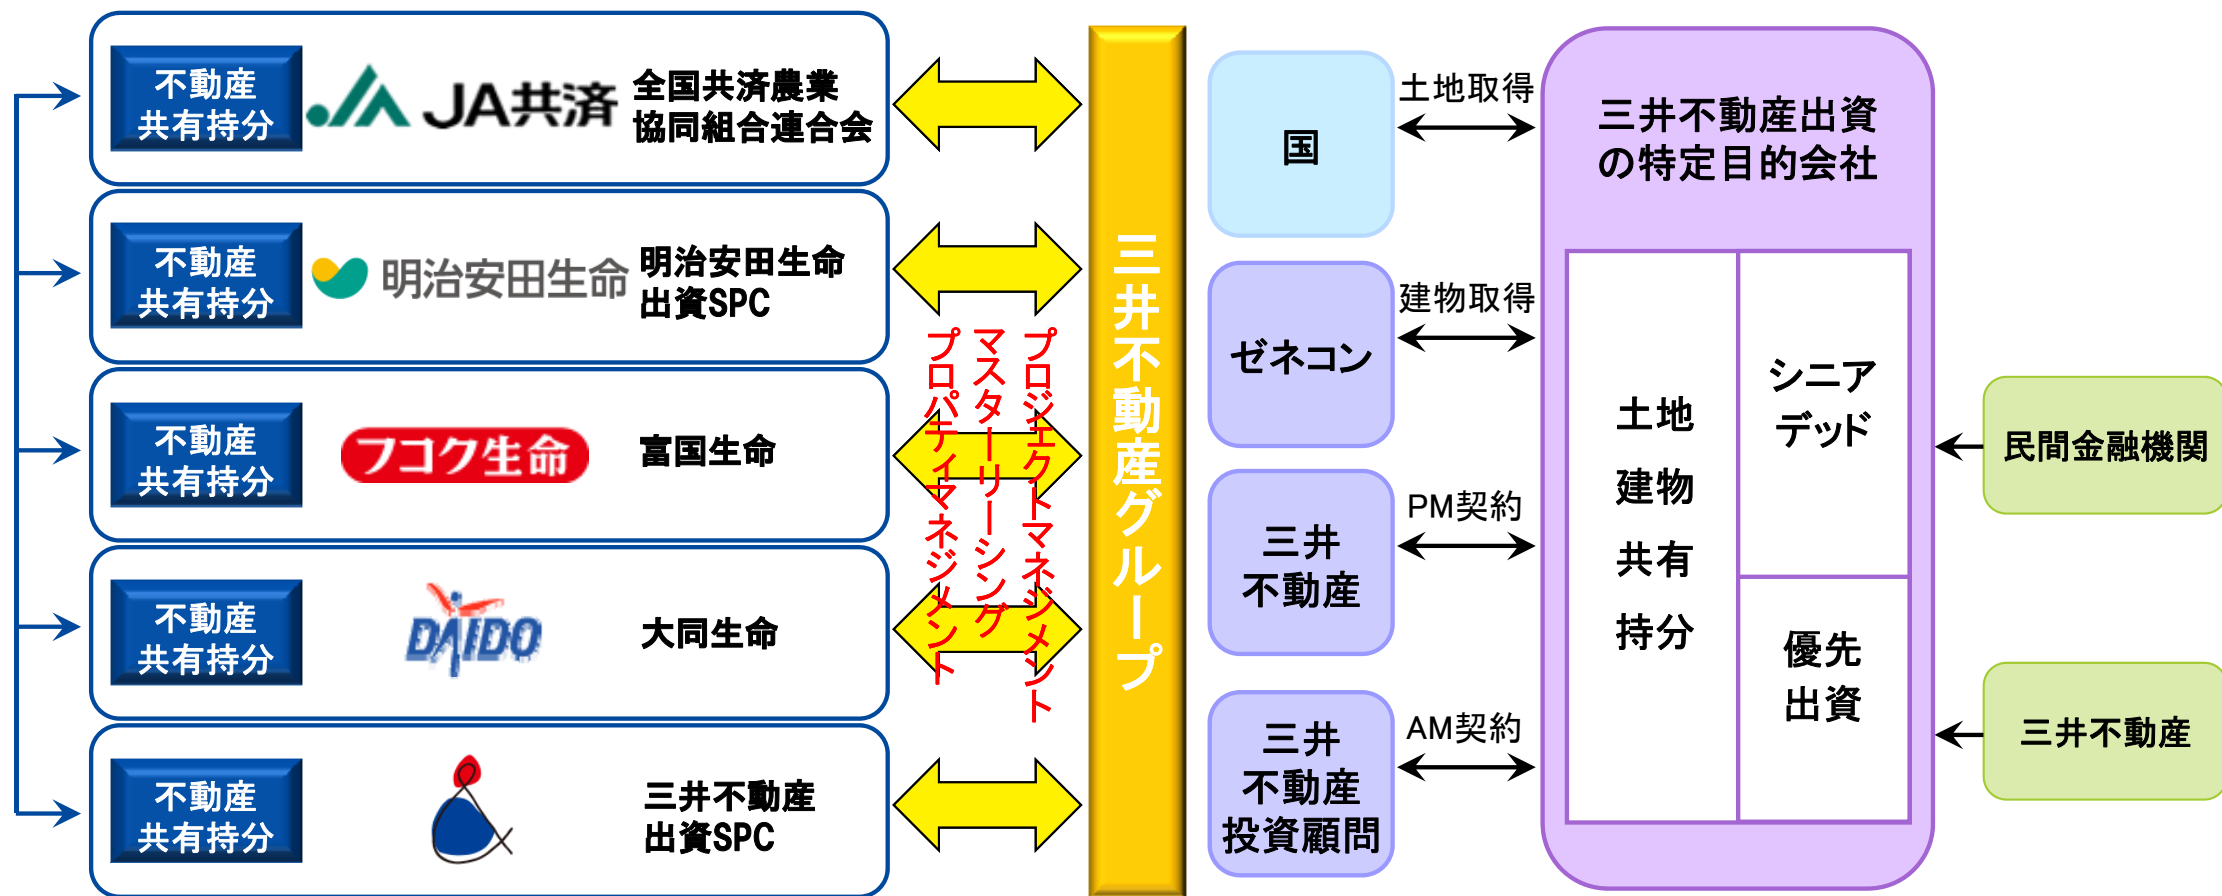 不動産
共有持分
JA共済
全国共済農業
協同組合連合会
不動産
共有持分
明治安田生命
明治安田生命
出資SPC
不動産
共有持分
フコク生命
富国生命
不動産
共有持分
DAIDO
大同生命
不動産
共有持分
三井不動産
出資SPC
プロジェクトマネジメント
マスターリーシング
プロパティマネジメント
三井不動産グループ
国
土地取得
ゼネコン
建物取得
三井
不動産
PM契約
三井
不動産
投資顧問
AM契約
三井不動産出資
の特定目的会社
土地
建物
共有
持分
シニア
デッド
優先
出資
民間金融機関
三井不動産